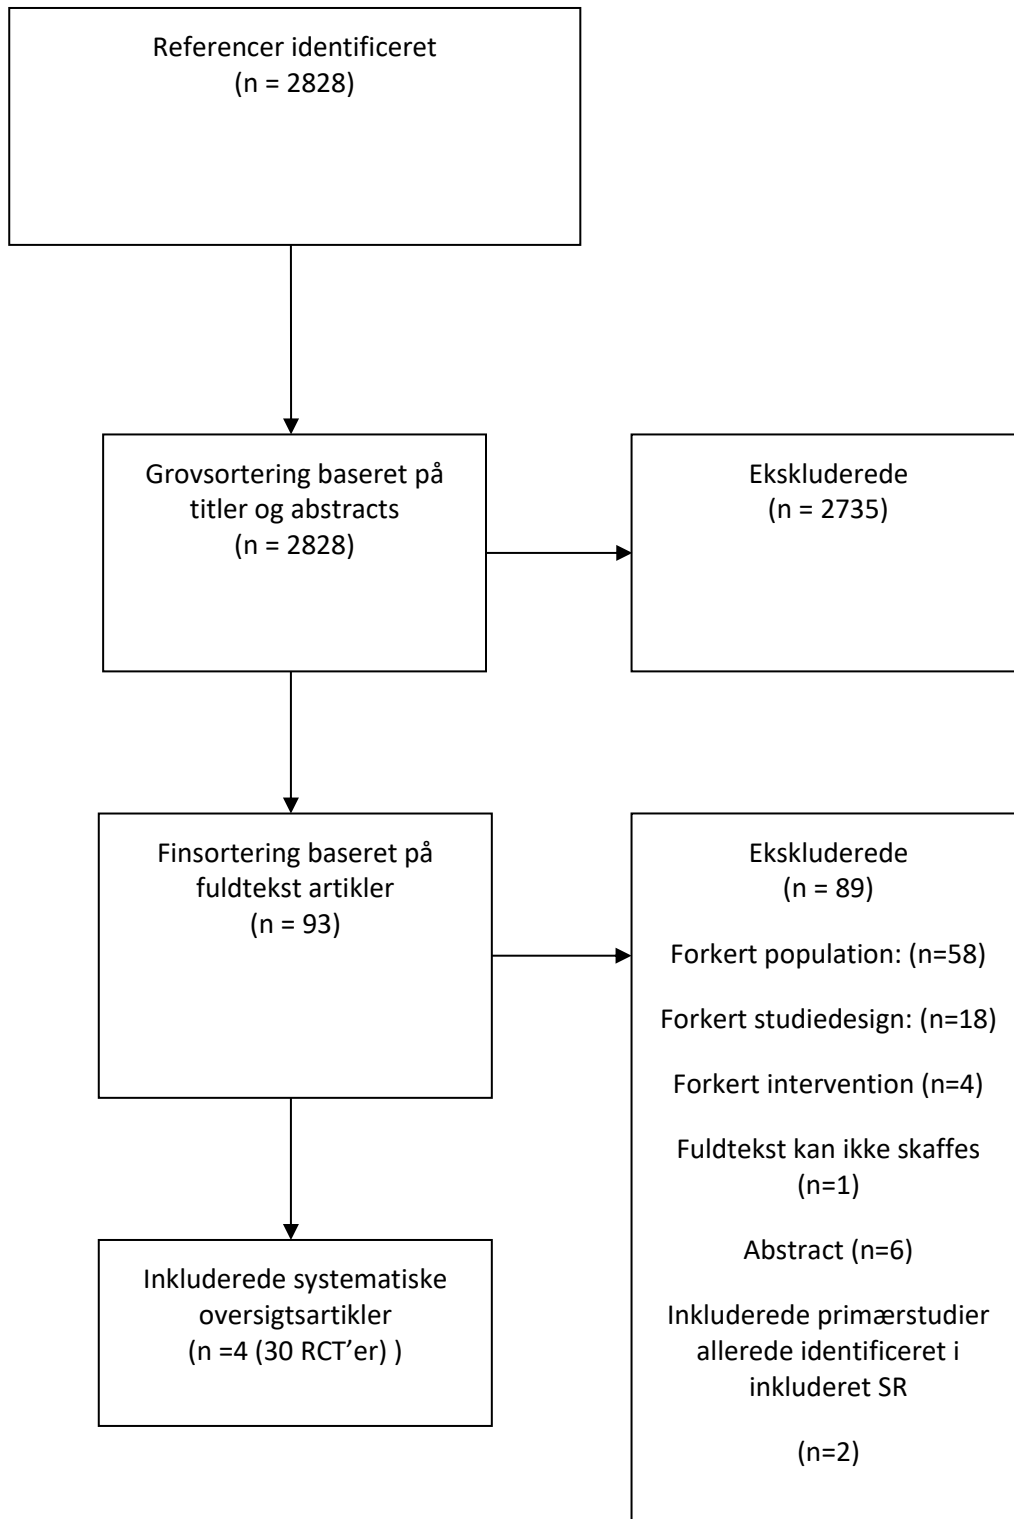 Referencer identificeret
(n = 2828)
Grovsortering baseret på
titler og abstracts
(n = 2828)
Ekskluderede
(n = 2735)
Finsortering baseret på
fuldtekst artikler
(n = 93)
Ekskluderede
(n = 89)
Forkert population: (n=58)
Forkert studiedesign: (n=18)
Forkert intervention (n=4)
Fuldtekst kan ikke skaffes
(n=1)
Abstract (n=6)
Inkluderede primærstudier
allerede identificeret i
inkluderet SR
(n=2)
Inkluderede systematiske
oversigtsartikler
(n =4 (30 RCT’er) )